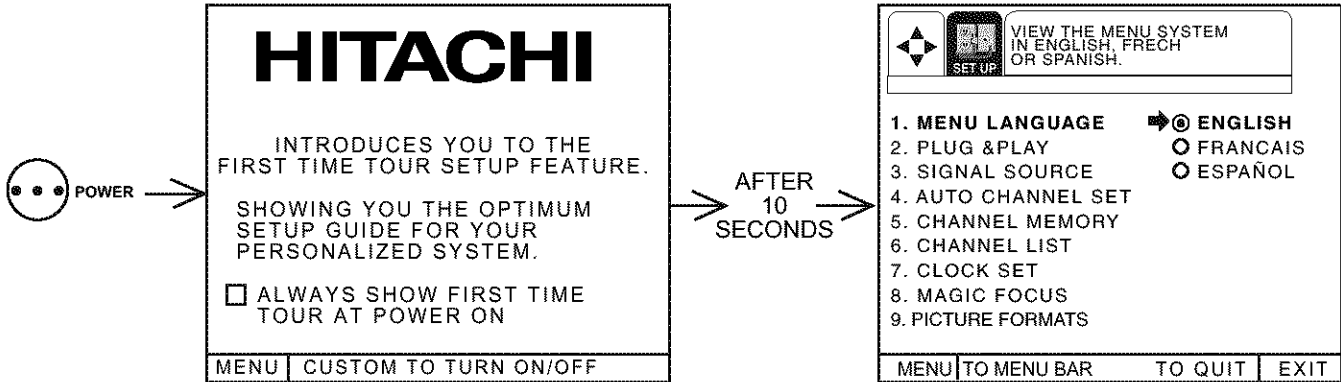 POWER
HITACHI
INTRODUCES YOU TO THE
FIRST TIME TOUR SETUP FEATURE.
SHOWING YOU THE OPTIMUM
SETUP GUIDE FOR YOUR
PERSONALIZED SYSTEM.
ALWAYS SHOW FIRST TIME
TOUR AT POWER ON
MENU CUSTOM TO TURN ON/OFF
AFTER
10
SECONDS
SET UP
VIEW THE MENU SYSTEM
IN ENGLISH, FRECH
OR SPANISH.
1. MENU LANGUAGE ENGLISH
2. PLUG &PLAY FRANCAIS
3. SIGNAL SOURCE ESPAÑOL
4. AUTO CHANNEL SET
5. CHANNEL MEMORY
6. CHANNEL LIST
7. CLOCK SET
8. MAGIC FOCUS
9. PICTURE FORMATS
MENU TO MENU BAR TO QUIT EXIT